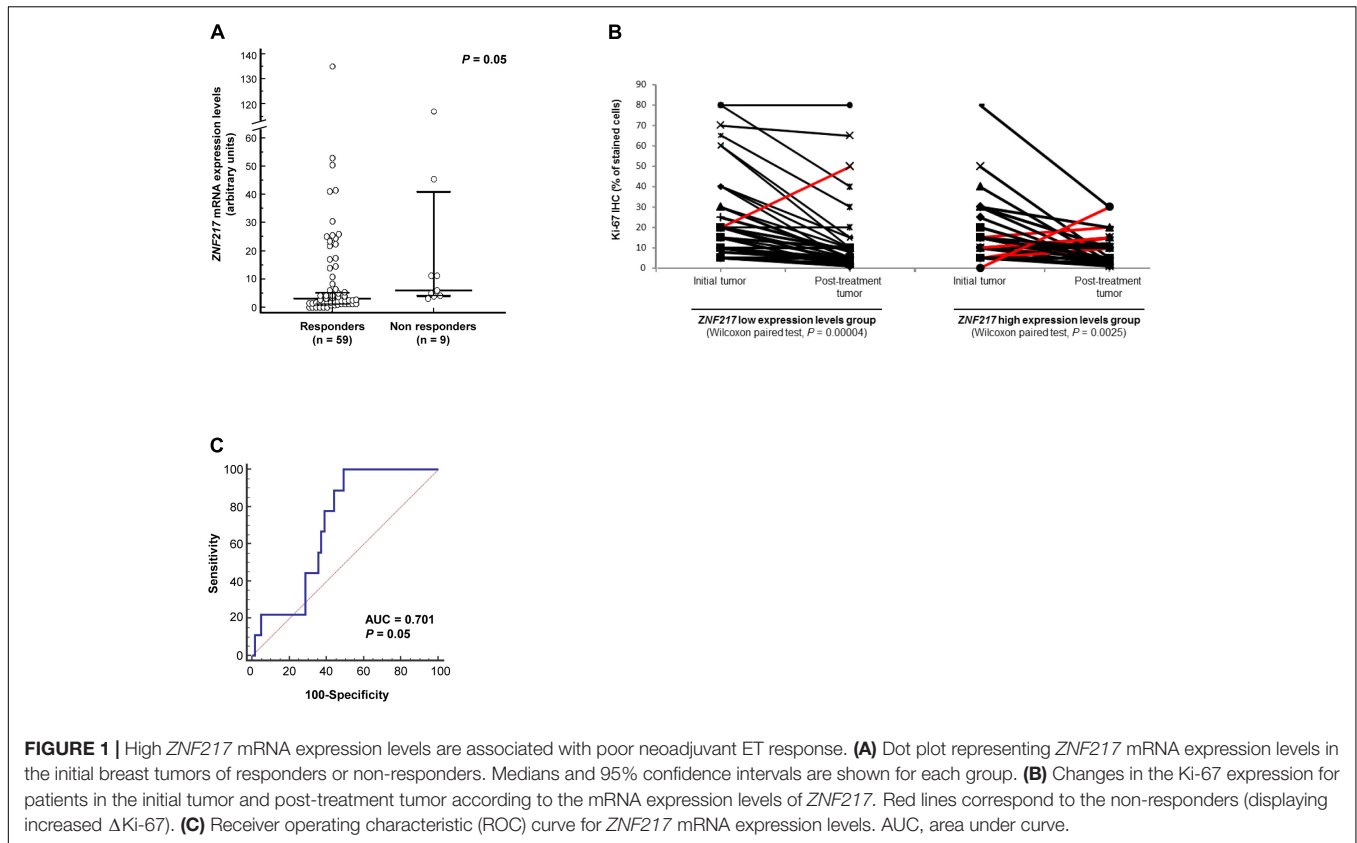 A
P = 0.05
ZNF217 mRNA expression levels
(arbitrary units)
140
130
120
60
50
40
30
20
10
0
Responders
(n = 59)
Non responders
(n = 9)
B
Ki-67 IHC (% of stained cells)
90
80
70
60
50
40
30
20
10
0
Initial tumor
Post-treatment
tumor
Initial tumor
Post-treatment
tumor
ZNF217 low expression levels group
(Wilcoxon paired test, P = 0.00004)
ZNF217 high expression levels group
(Wilcoxon paired test, P = 0.0025)
C
Sensitivity
100
80
60
40
20
0
AUC = 0.701
P = 0.05
0 20 40 60 80 100
100-Specificity
FIGURE 1 | High ZNF217 mRNA expression levels are associated with poor neoadjuvant ET response. (A) Dot plot representing ZNF217 mRNA expression levels in
the initial breast tumors of responders or non-responders. Medians and 95% confidence intervals are shown for each group. (B) Changes in the Ki-67 expression for
patients in the initial tumor and post-treatment tumor according to the mRNA expression levels of ZNF217. Red lines correspond to the non-responders (displaying
increased ΔKi-67). (C) Receiver operating characteristic (ROC) curve for ZNF217 mRNA expression levels. AUC, area under curve.